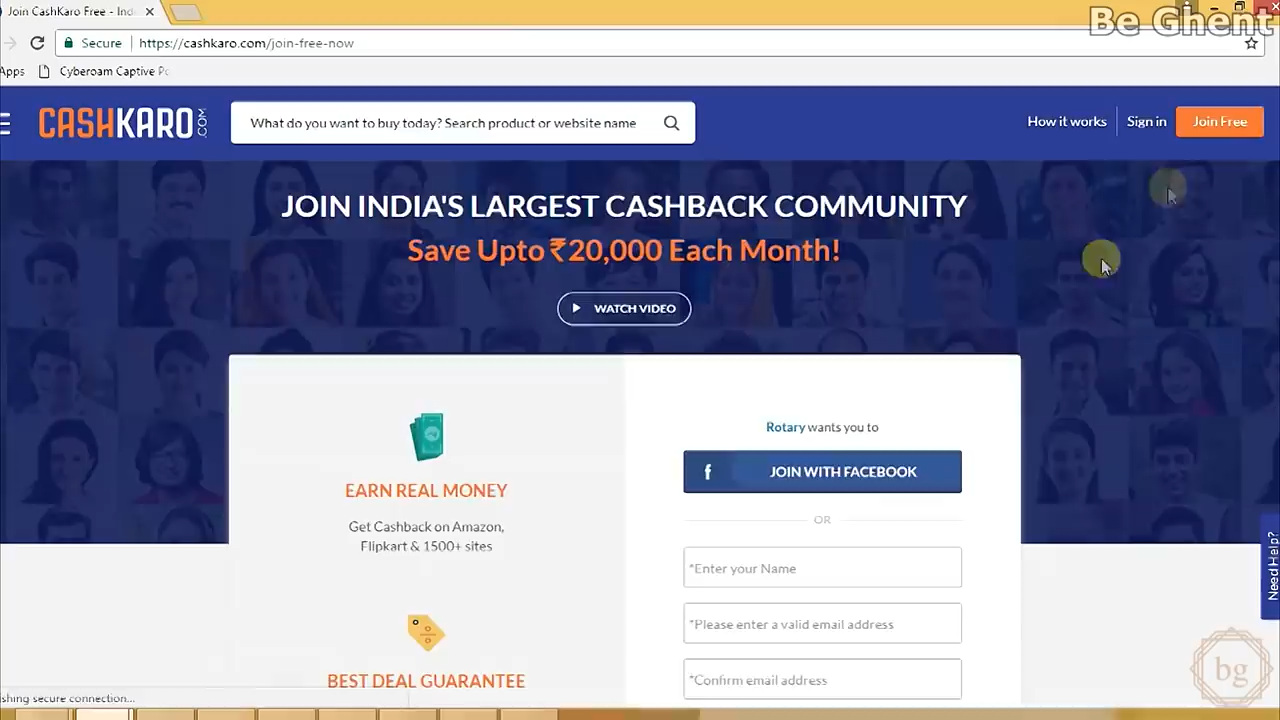 Join CashKaro Free - Ind
Be Ghent
Secure
https://cashkaro.com/join-free-now
Apps
Cyberoam Captive Po
CASHKARO.COM
What do you want to buy today? Search product or website name
How it works
Sign in
Join Free
JOIN INDIA'S LARGEST CASHBACK COMMUNITY
Save Upto ₹20,000 Each Month!
WATCH VIDEO
Rotary wants you to
f JOIN WITH FACEBOOK
EARN REAL MONEY
OR
Get Cashback on Amazon,
Flipkart & 1500+ sites
*Enter your Name
Need Help?
*Please enter a valid email address
BEST DEAL GUARANTEE
*Confirm email address
shing secure connection...
bg